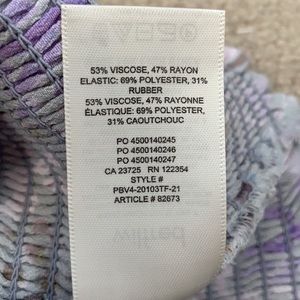 53% VISCOSE, 47% RAYON
ELASTIC: 69% POLYESTER, 31%
RUBBER
53% VISCOSE, 47% RAYONNE
ÉLASTIQUE: 69% POLYESTER,
31% CAOUTCHOUC
PO 4500140245
PO 4500140246
PO 4500140247
CA 23725 RN 122354
STYLE #
PBV4-20103TF-21
ARTICLE # 82673